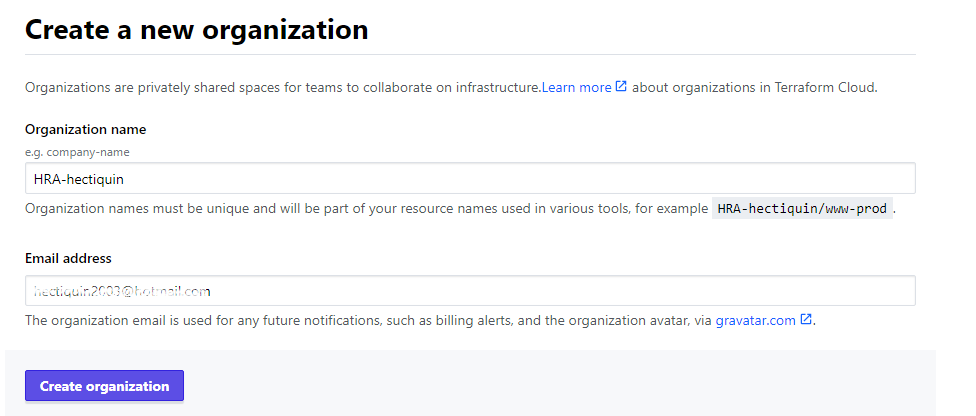 Create a new organization
Organizations are privately shared spaces for teams to collaborate on infrastructure.Learn more about organizations in Terraform Cloud.
Organization name
e.g. company-name
HRA-hectiquin
Organization names must be unique and will be part of your resource names used in various tools, for example HRA-hectiquin/www-prod .
Email address
The organization email is used for any future notifications, such as billing alerts, and the organization avatar, via gravatar.com .
Create organization